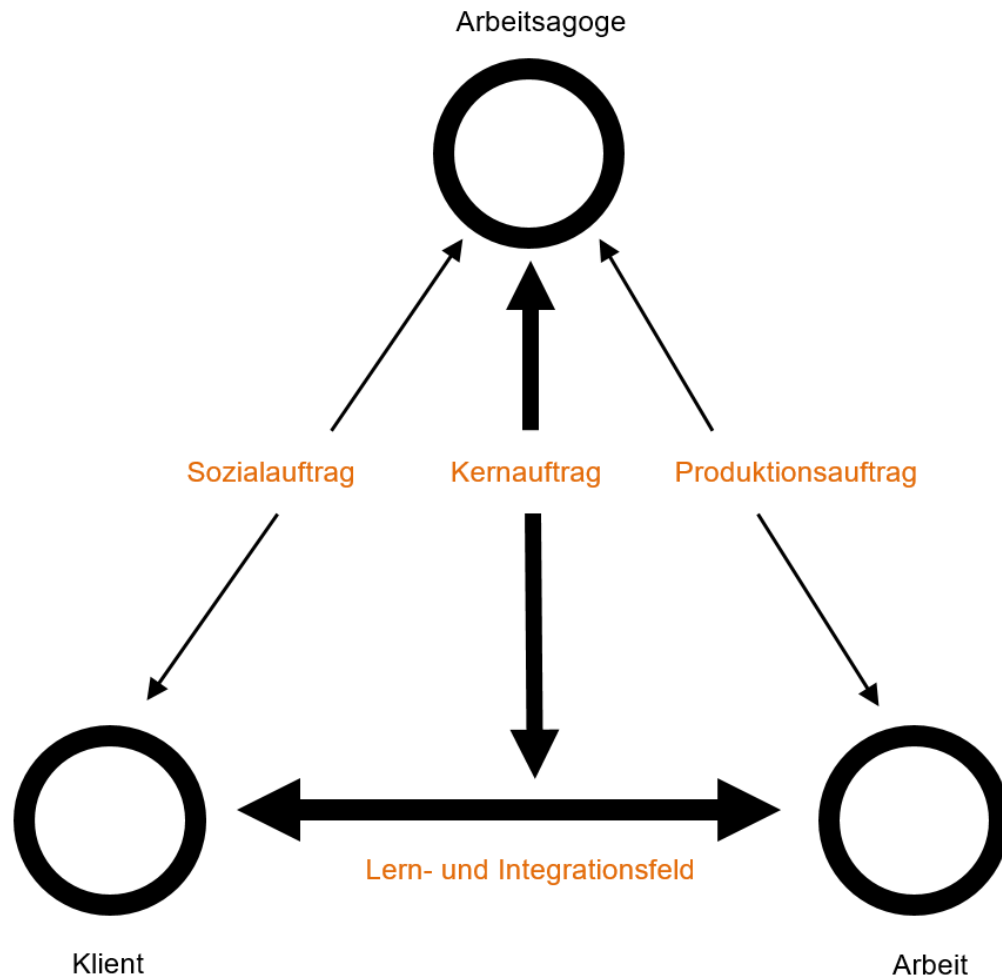 Arbeitsagoge
Sozialauftrag
Kernauftrag
Produktionsauftrag
Lern- und Integrationsfeld
Klient
Arbeit